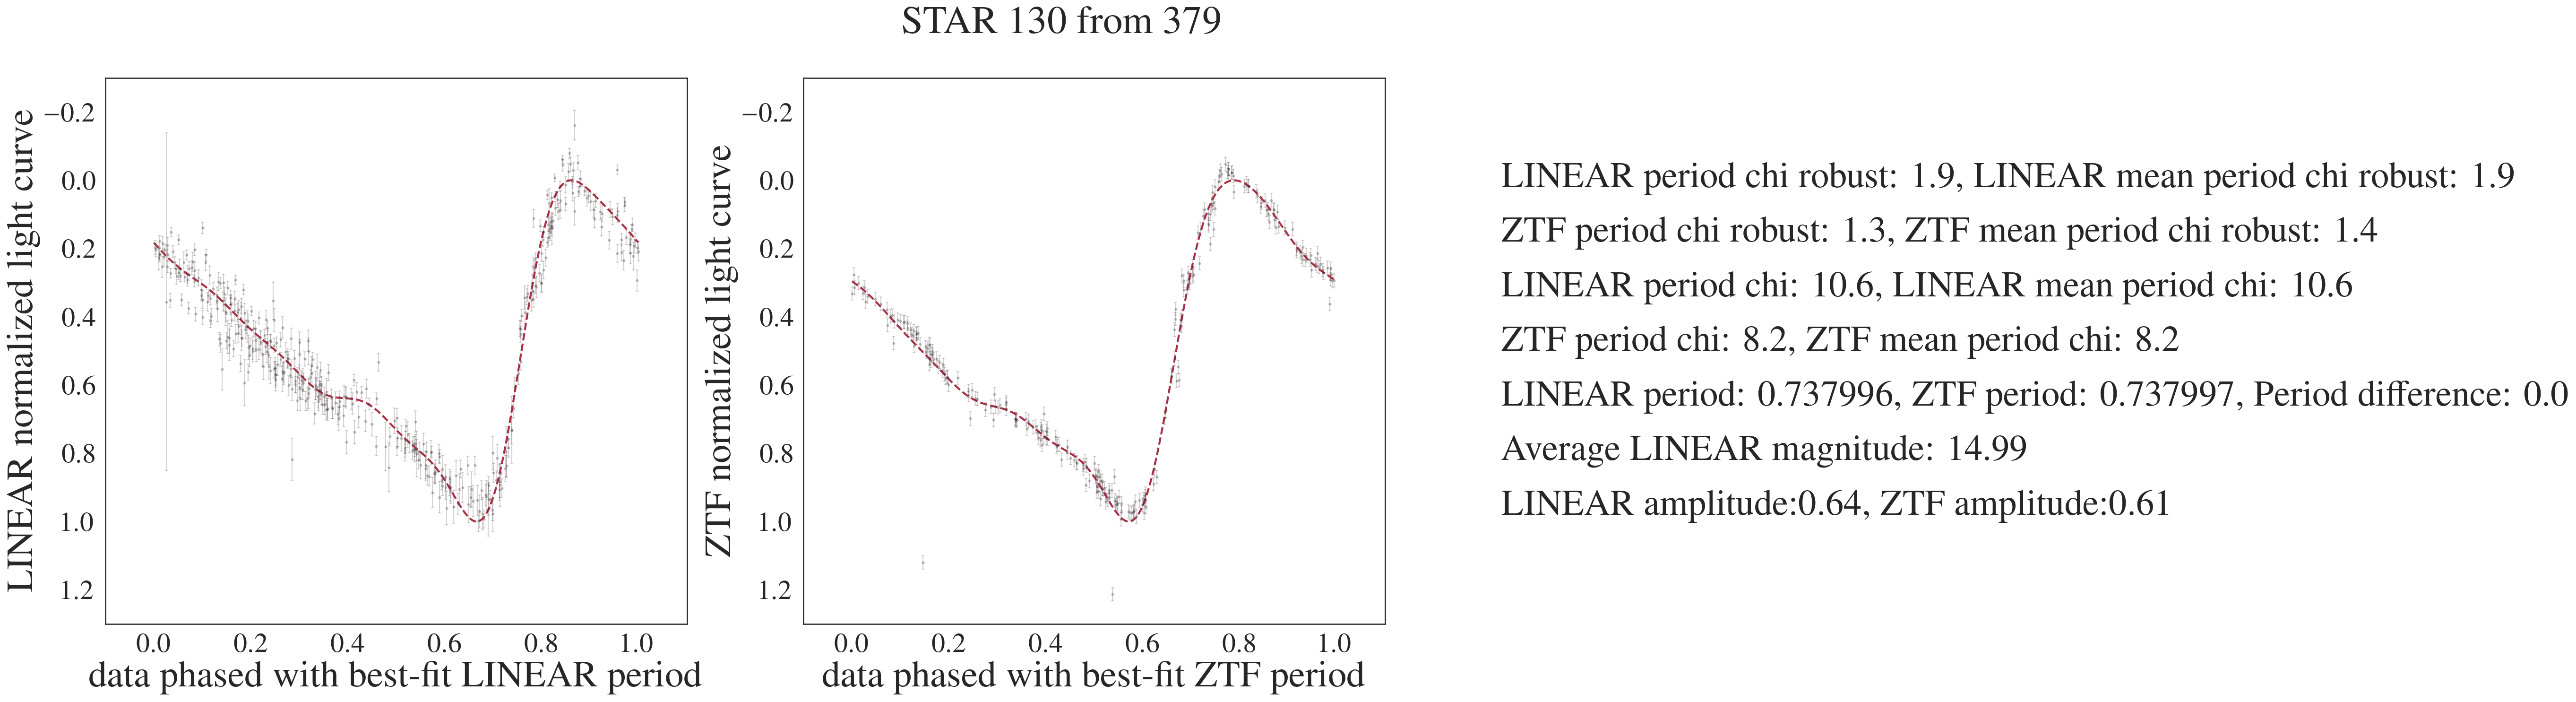 STAR 130 from 379
LINEAR normalized light curve
−0.2
0.0
0.2
0.4
0.6
0.8
1.0
1.2
0.0 0.2 0.4 0.6 0.8 1.0
data phased with best-fit LINEAR period
ZTF normalized light curve
−0.2
0.0
0.2
0.4
0.6
0.8
1.0
1.2
0.0 0.2 0.4 0.6 0.8 1.0
data phased with best-fit ZTF period
LINEAR period chi robust: 1.9, LINEAR mean period chi robust: 1.9
ZTF period chi robust: 1.3, ZTF mean period chi robust: 1.4
LINEAR period chi: 10.6, LINEAR mean period chi: 10.6
ZTF period chi: 8.2, ZTF mean period chi: 8.2
LINEAR period: 0.737996, ZTF period: 0.737997, Period difference: 0.0
Average LINEAR magnitude: 14.99
LINEAR amplitude:0.64, ZTF amplitude:0.61